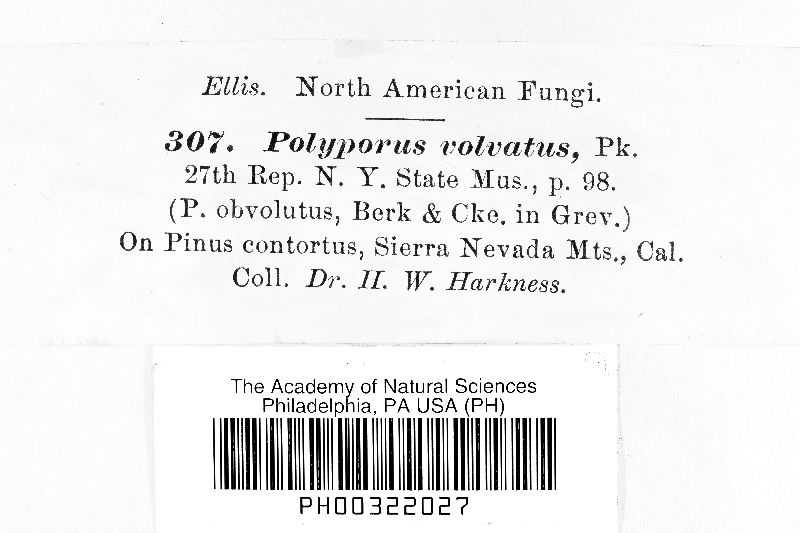 Ellis. North American Fungi.
307. Polyporus volvatus, Pk.
27th Rep. N. Y. State Mus., p. 98.
(P. obvolutus, Berk & Cke. in Grev.)
On Pinus contortus, Sierra Nevada Mts., Cal.
Coll. Dr. H. W. Harkness.
The Academy of Natural Sciences
Philadelphia, PA USA (PH)
PH00322027